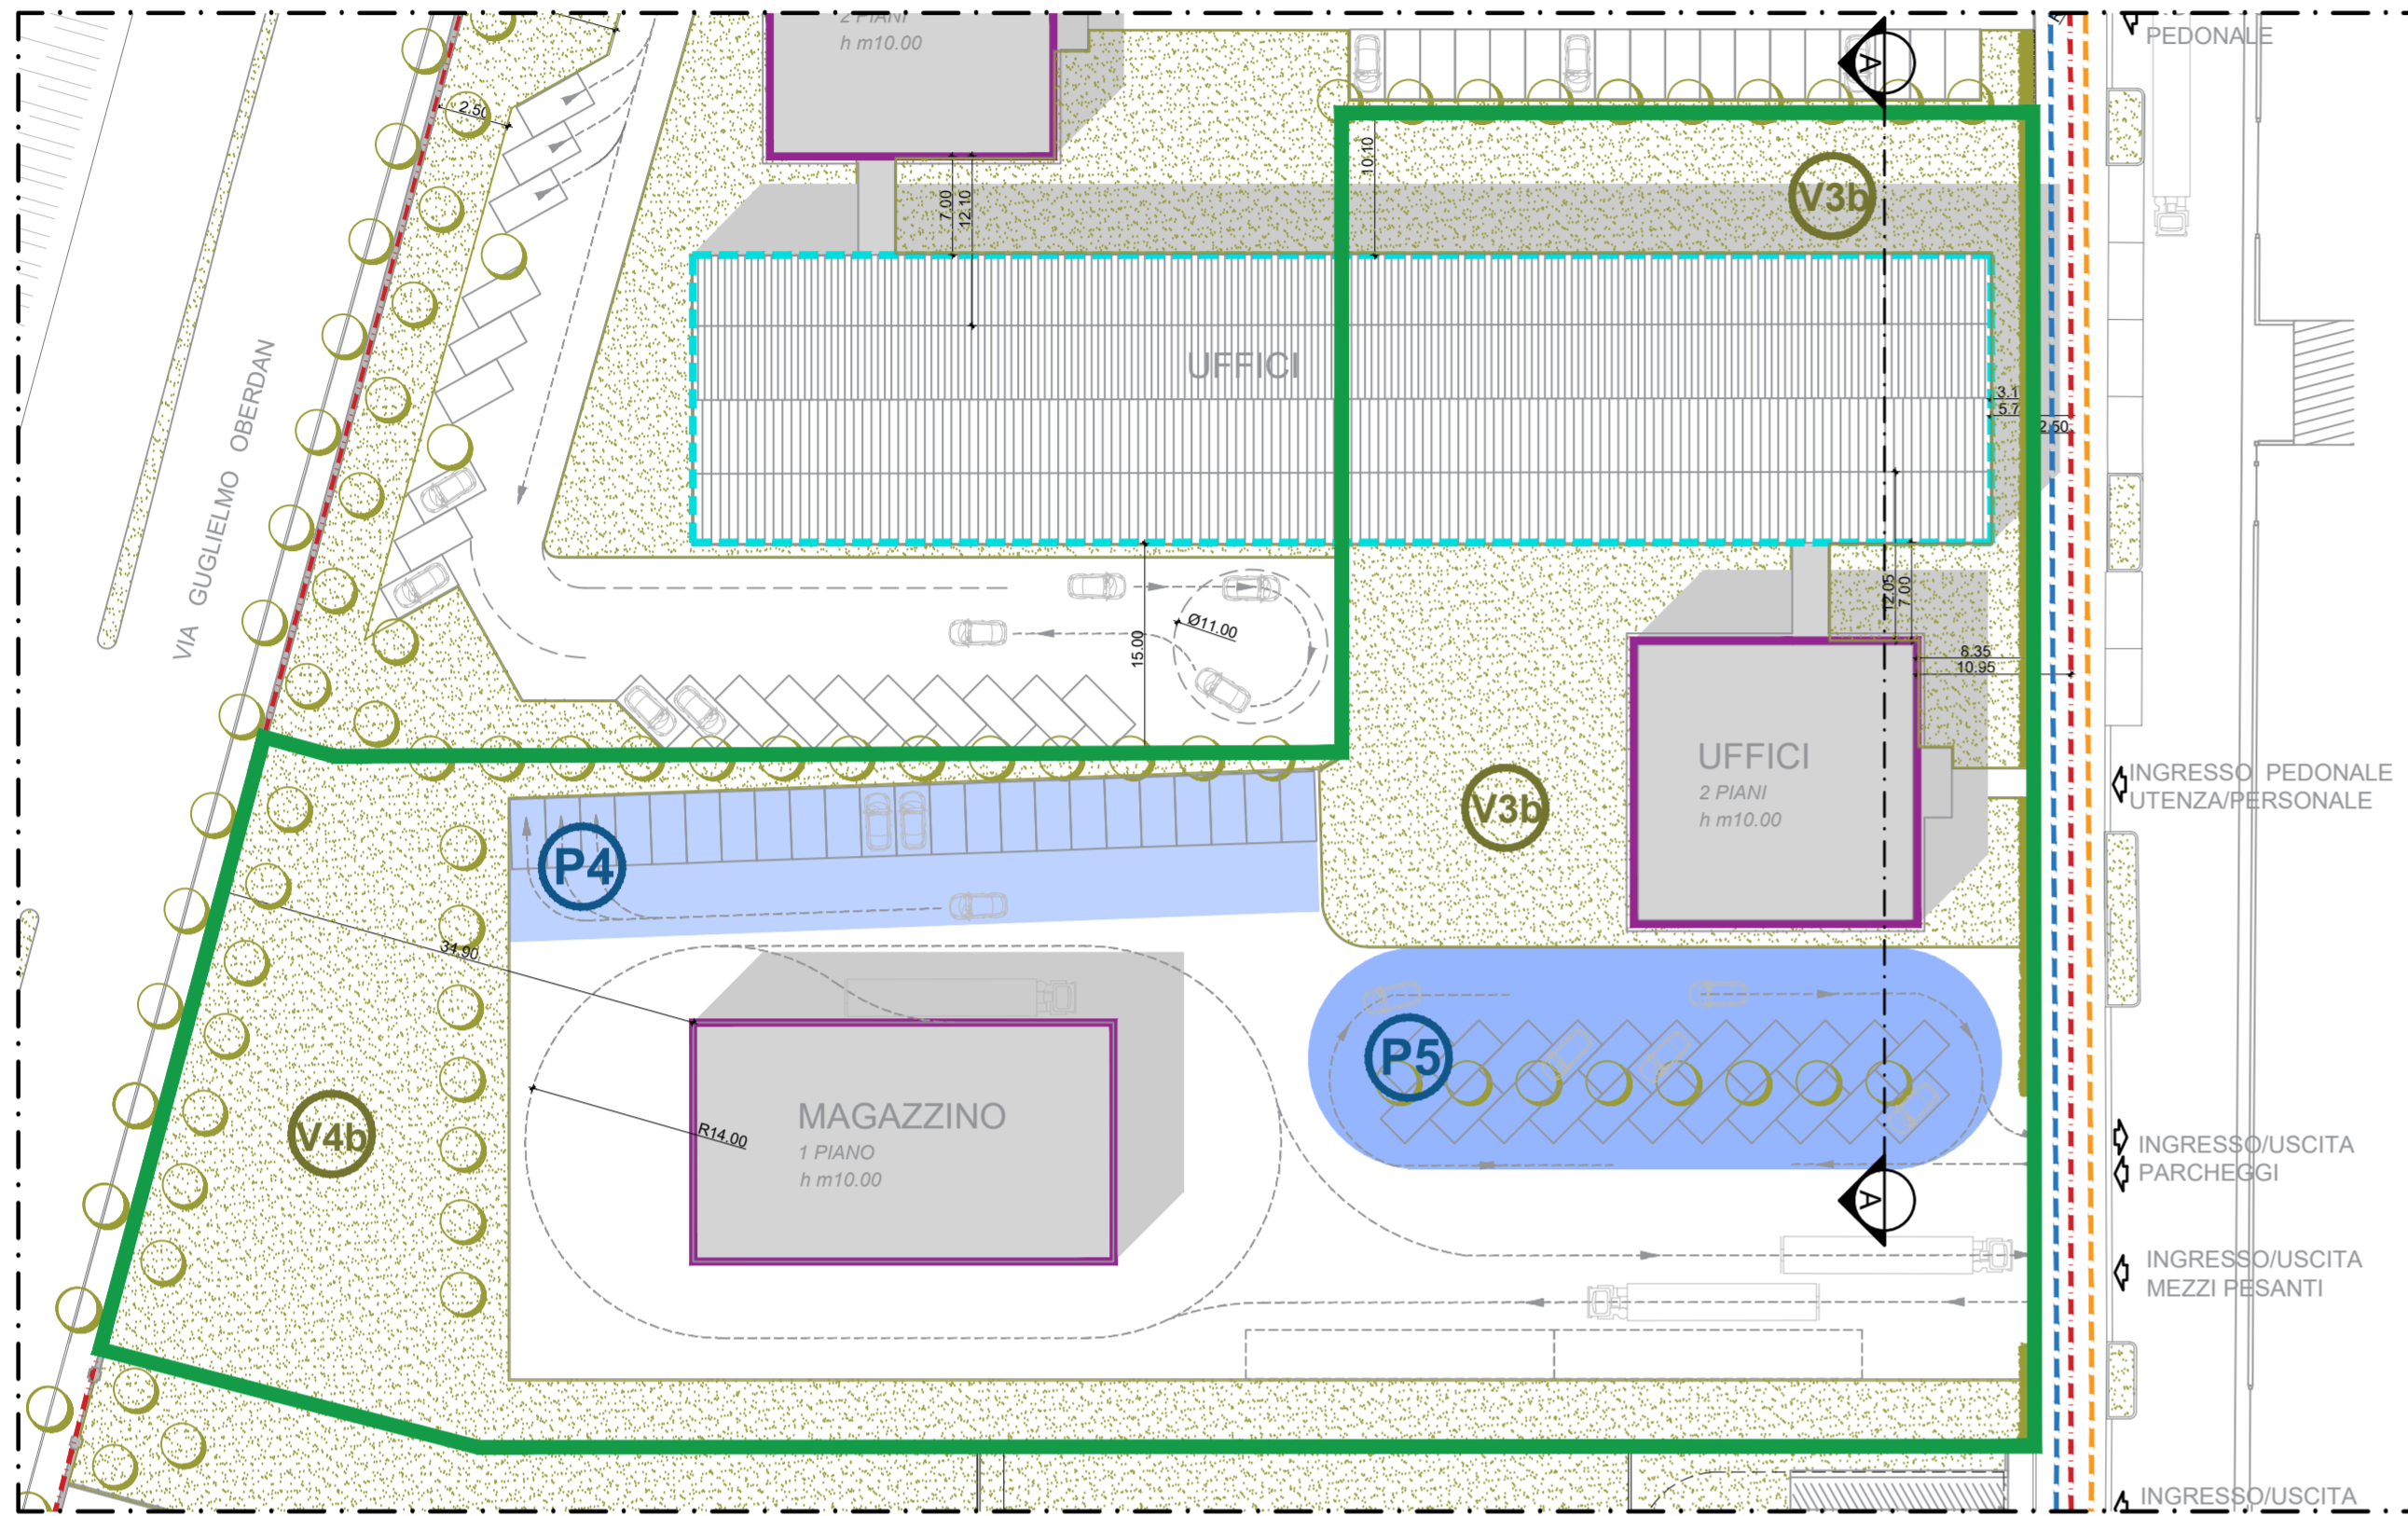 2 PIANI
h m10.00
PEDONALE
A
2.50
10.10
V3b
7.00
12.10
VIA GUGLIELMO OBERDAN
UFFICI
5.7
2.50
12.05
7.00
Ø11.00
15.00
8.35
10.95
UFFICI
2 PIANI
h m10.00
INGRESSO PEDONALE
UTENZA/PERSONALE
V3b
P4
34.90
P5
MAGAZZINO
1 PIANO
h m10.00
R14.00
V4b
INGRESSO/USCITA
PARCHEGGI
A
INGRESSO/USCITA
MEZZI PESANTI
INGRESSO/USCITA